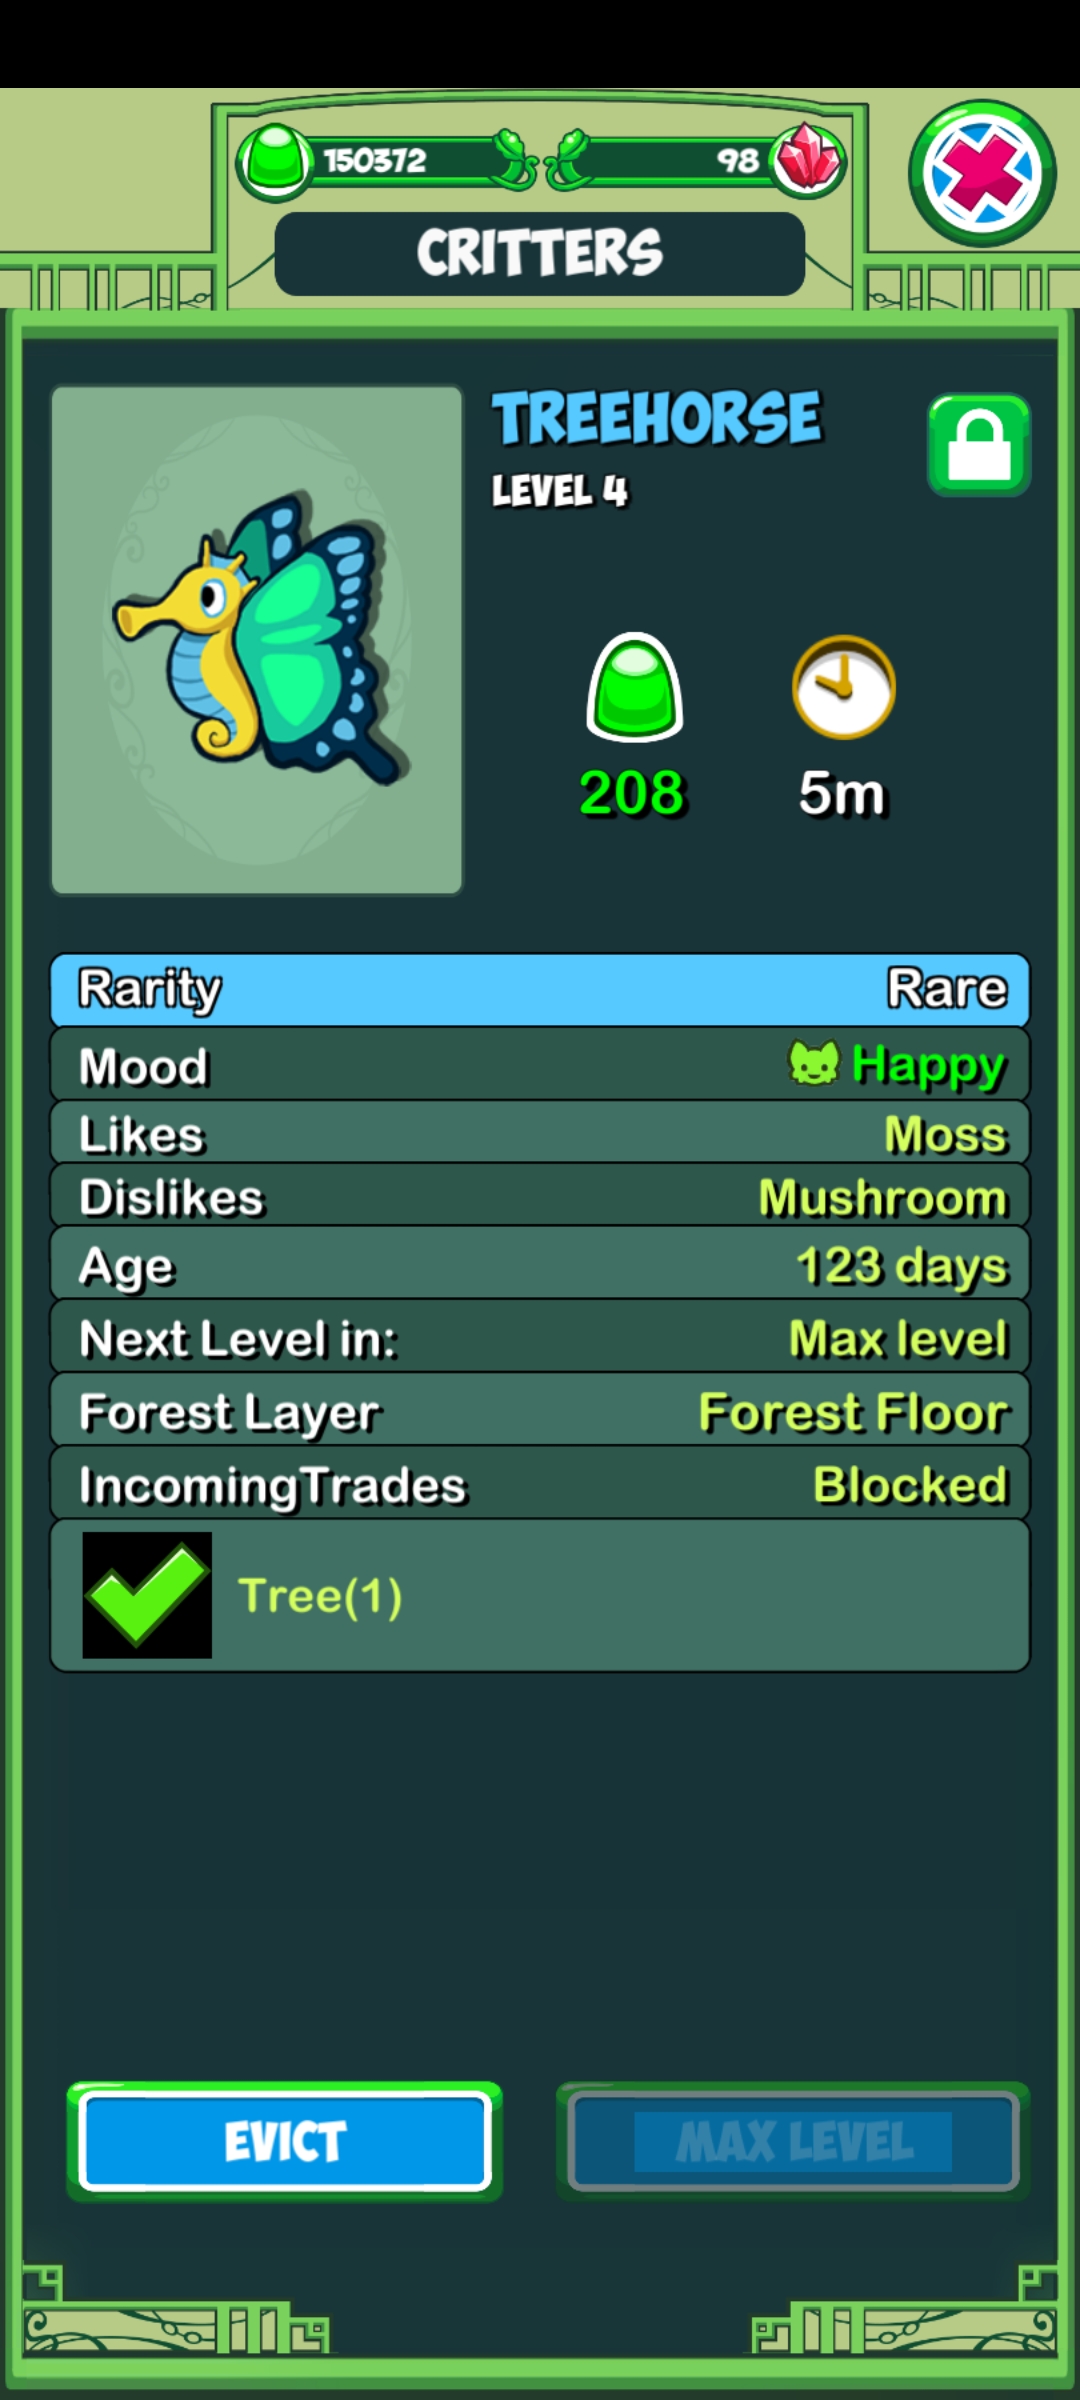 150372
98
CRITTERS
TREEHORSE
LEVEL 4
208
5m
Rarity Rare
Mood Happy
Likes Moss
Dislikes Mushroom
Age 123 days
Next Level in: Max level
Forest Layer Forest Floor
IncomingTrades Blocked
Tree(1)
EVICT
MAX LEVEL